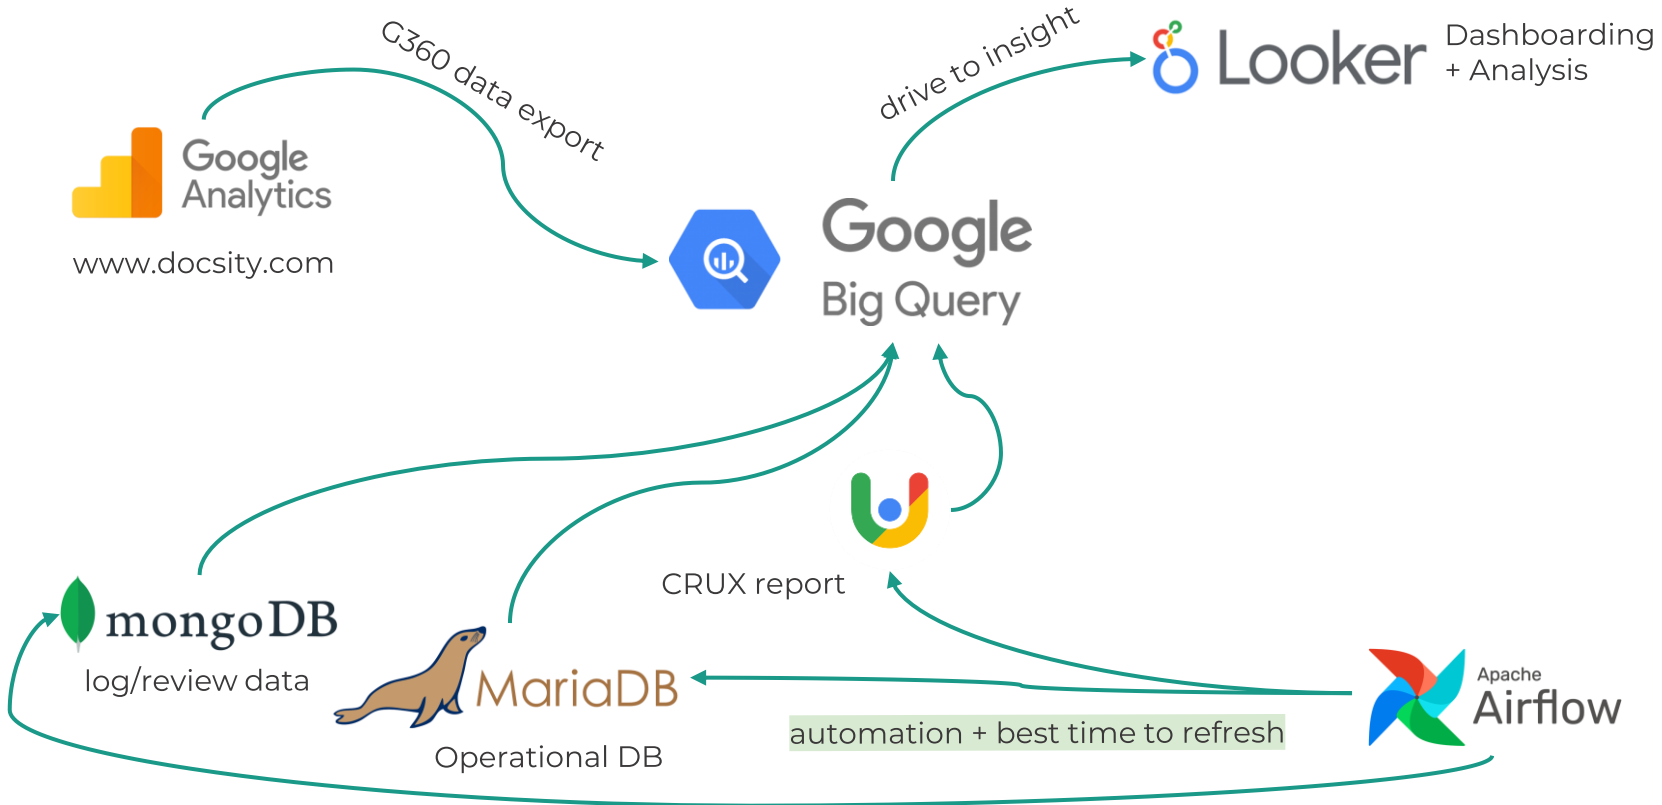 G360 data export
drive to insight
Looker
Dashboarding
+ Analysis
Google
Analytics
www.docsity.com
Google
Big Query
CRUX report
mongoDB
log/review data
MariaDB
Operational DB
automation + best time to refresh
Apache
Airflow